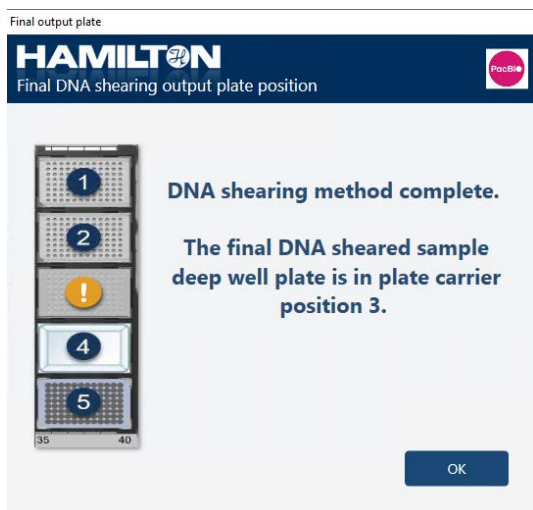 Final output plate
HAMILTON
Final DNA shearing output plate position
PacBio
1
2
!
4
5
35 40
DNA shearing method complete.
The final DNA sheared sample
deep well plate is in plate carrier
position 3.
OK